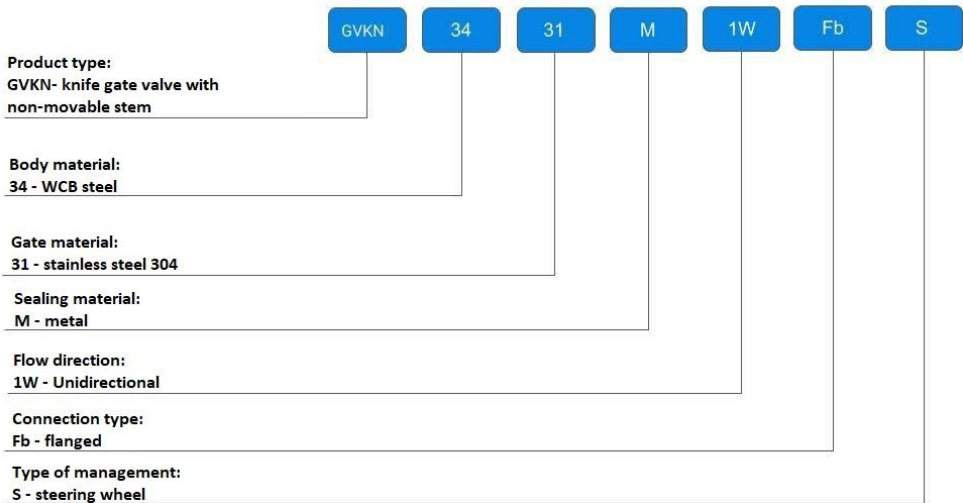 GVKN 34 31 M 1W Fb S
Product type:
GVKN- knife gate valve with
non-movable stem
Body material:
34 - WCB steel
Gate material:
31 - stainless steel 304
Sealing material:
M - metal
Flow direction:
1W - Unidirectional
Connection type:
Fb - flanged
Type of management:
S - steering wheel